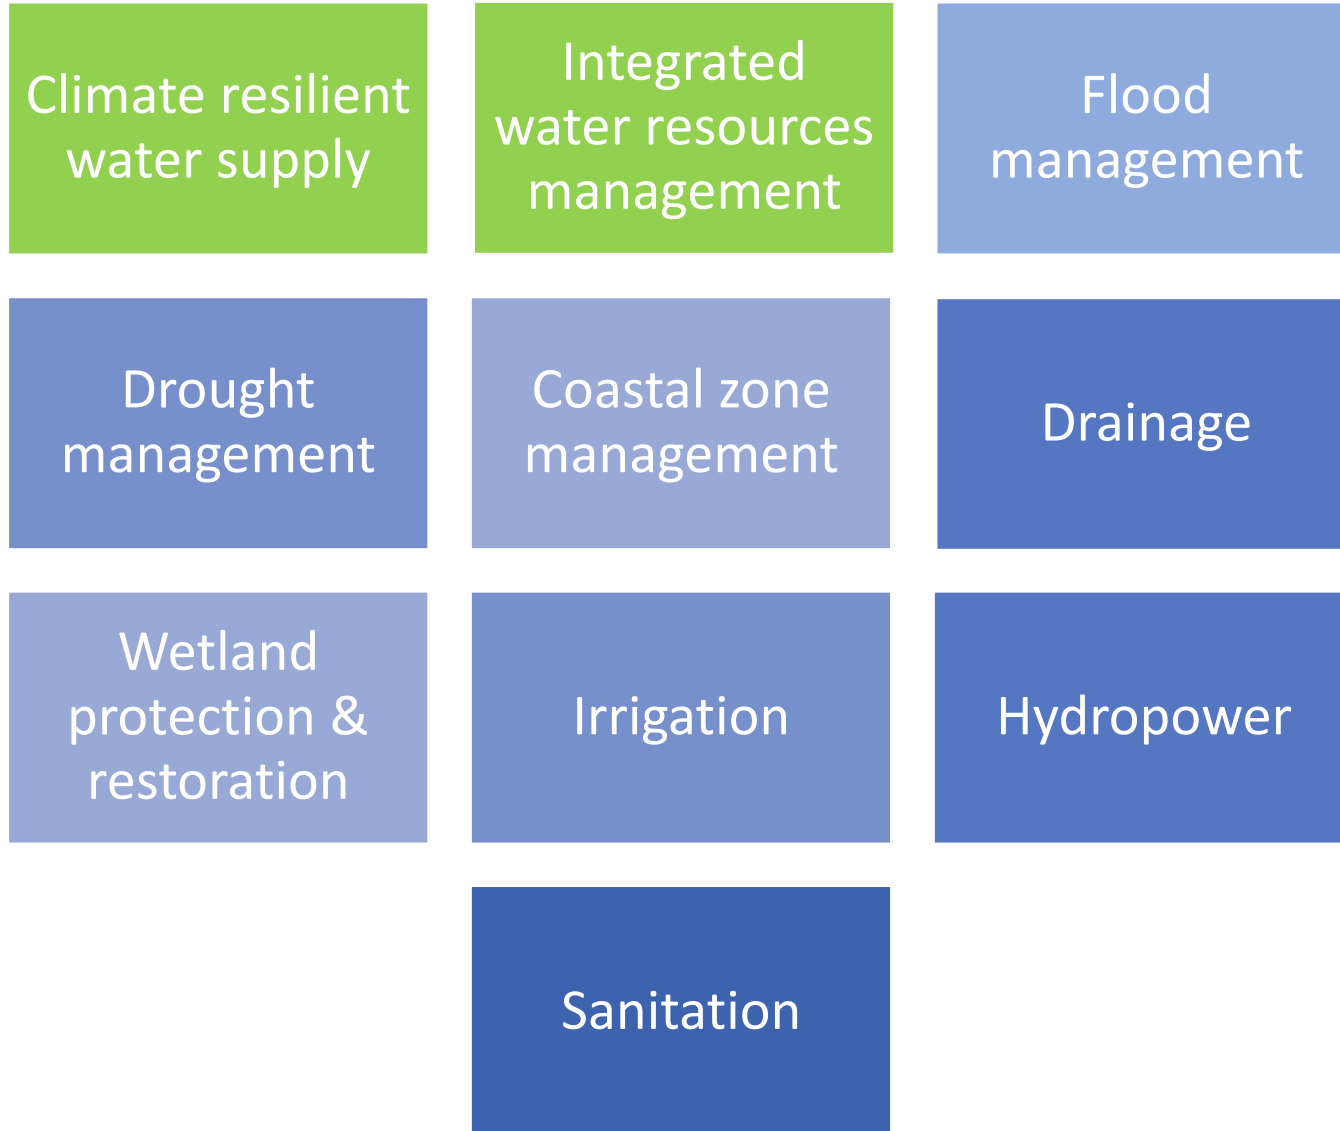 Climate resilient
water supply
Integrated
water resources
management
Flood
management
Drought
management
Coastal zone
management
Drainage
Wetland
protection &
restoration
Irrigation
Hydropower
Sanitation